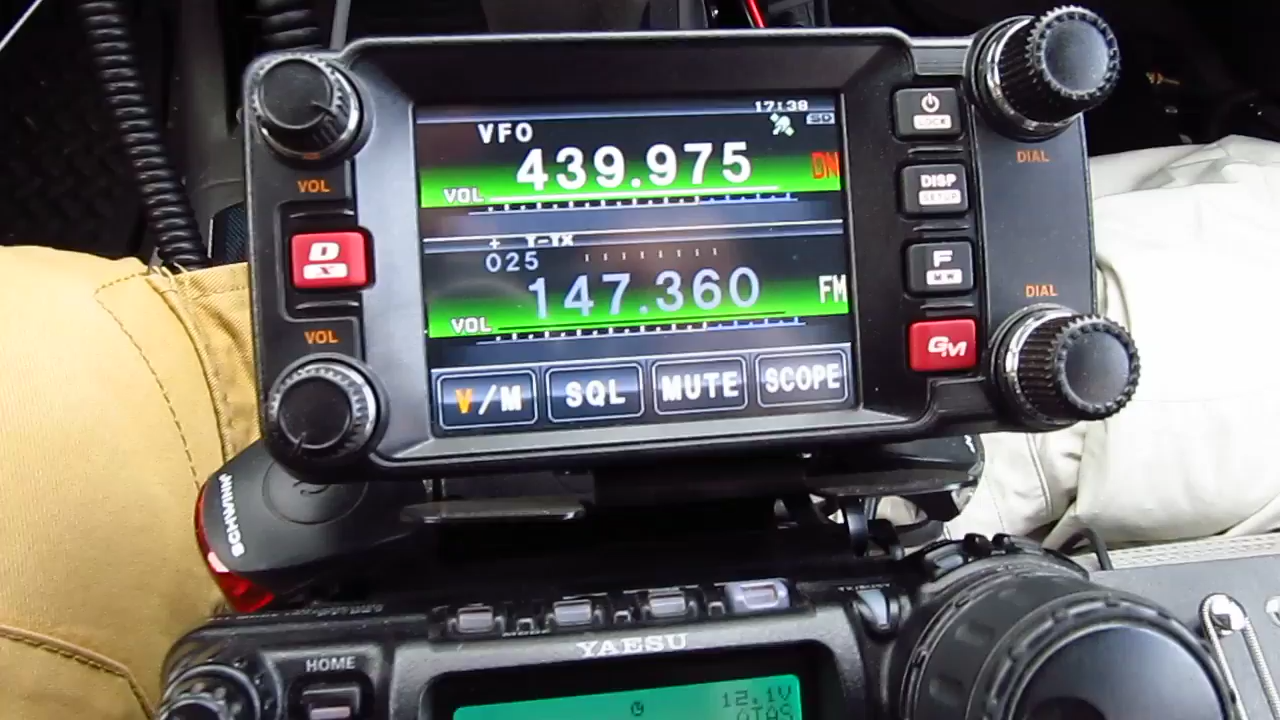 17:38
SD
VFO
439.975
DN
VOL
+ T-TX
025
147.360
FM
VOL
V/M SQL MUTE SCOPE
VOL
D
X
VOL
LOCK
DISP
SETUP
F
MW
GM
DIAL
DIAL
SCHWINN
YAESU
HOME
12.1V